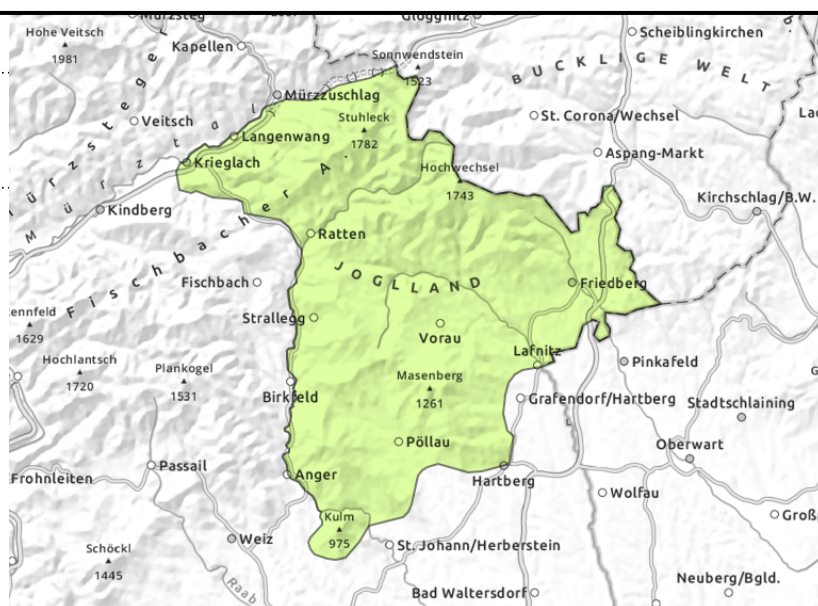 Mürzsteg
Gloggnitz
Hohe Veitsch
1981
Kapellen
Scheiblingkirchen
Sonnwendstein
1523
BUCKLIGE WELT
Mürzzuschlag
Veitsch
Stuhleck
1782
St. Corona/Wechsel
Langenwang
Krieglach
Aspang-Markt
Hochwechsel
1743
Kirchschlag/B.W.
Kindberg
Mürztal
Fischbacher A.
Ratten
JOGLLAND
Fischbach
Friedberg
Strallegg
Vorau
ennfeld
1629
Lafnitz
Pinkafeld
Hochlantsch
1720
Plankogel
1531
Masenberg
1261
Birkfeld
Grafendorf/Hartberg
Stadtschlaining
Pöllau
Oberwart
Passail
Anger
Frohnleiten
Hartberg
Wolfau
Kulm
975
Groß
Weiz
St. Johann/Herberstein
Schöckl
1445
Raab
Bad Waltersdorf
Neuberg/Bgld.